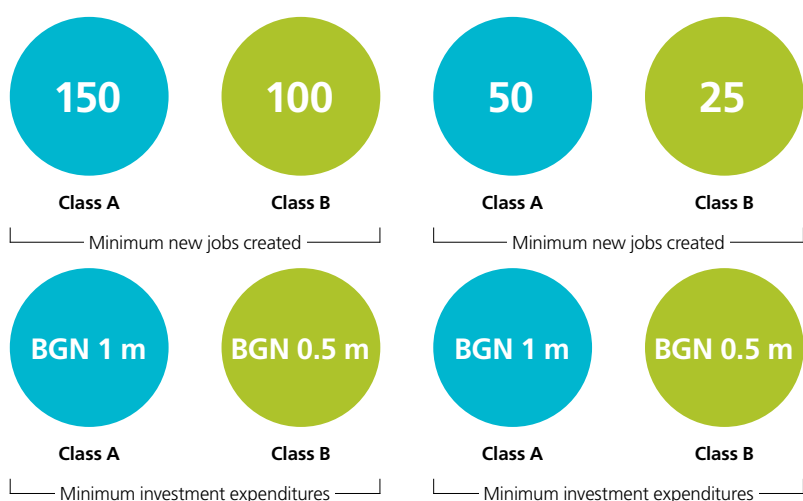 150 100 50 25
Class A Class B Class A Class B
Minimum new jobs created Minimum new jobs created
BGN 1 m BGN 0.5 m BGN 1 m BGN 0.5 m
Class A Class B Class A Class B
Minimum investment expenditures Minimum investment expenditures